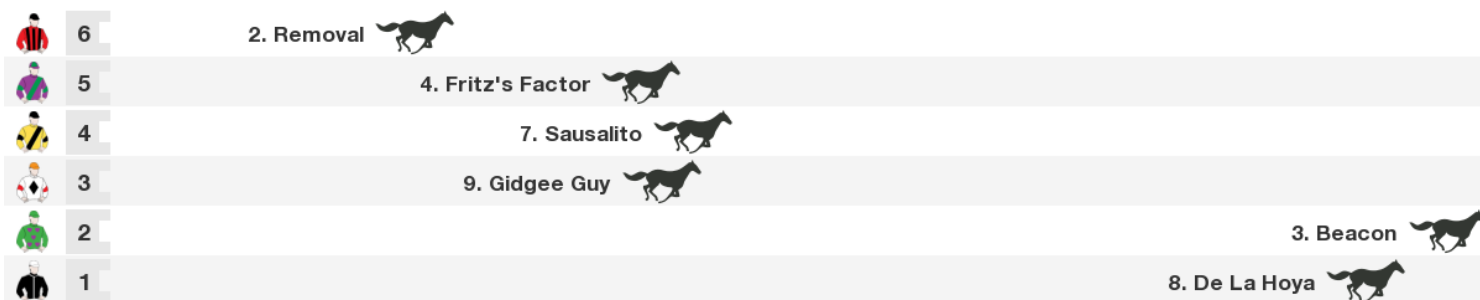 6 2. Removal
5 4. Fritz's Factor
4 7. Sausalito
3 9. Gidgee Guy
2 3. Beacon
1 8. De La Hoya